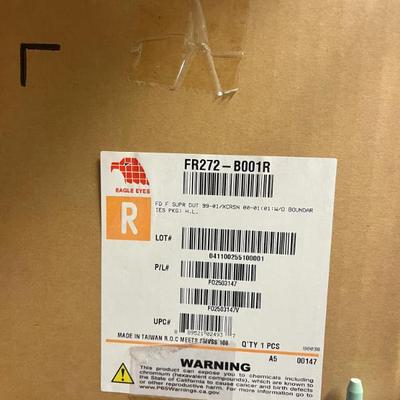 FR272-B001R
EAGLE EYES
R
FD F SUPR DUT 99-01/XCRSN 00-01(01:W/O BOUNDAR
IES PKG) H.L.
LOT#
041100255100001
P/L#
FO2503147
FO2503147V
UPC#
MADE IN TAIWAN R.O.C MEETS FMVSS 108
Q'TY 1 PCS
00038
A5
00147
WARNING
This product can expose you to chemicals including
chromium (hexavalent compounds), which are known to
the State of California to cause cancer and birth defects
or other reproductive harm. For more information go to
www.P65Warnings.ca.gov.